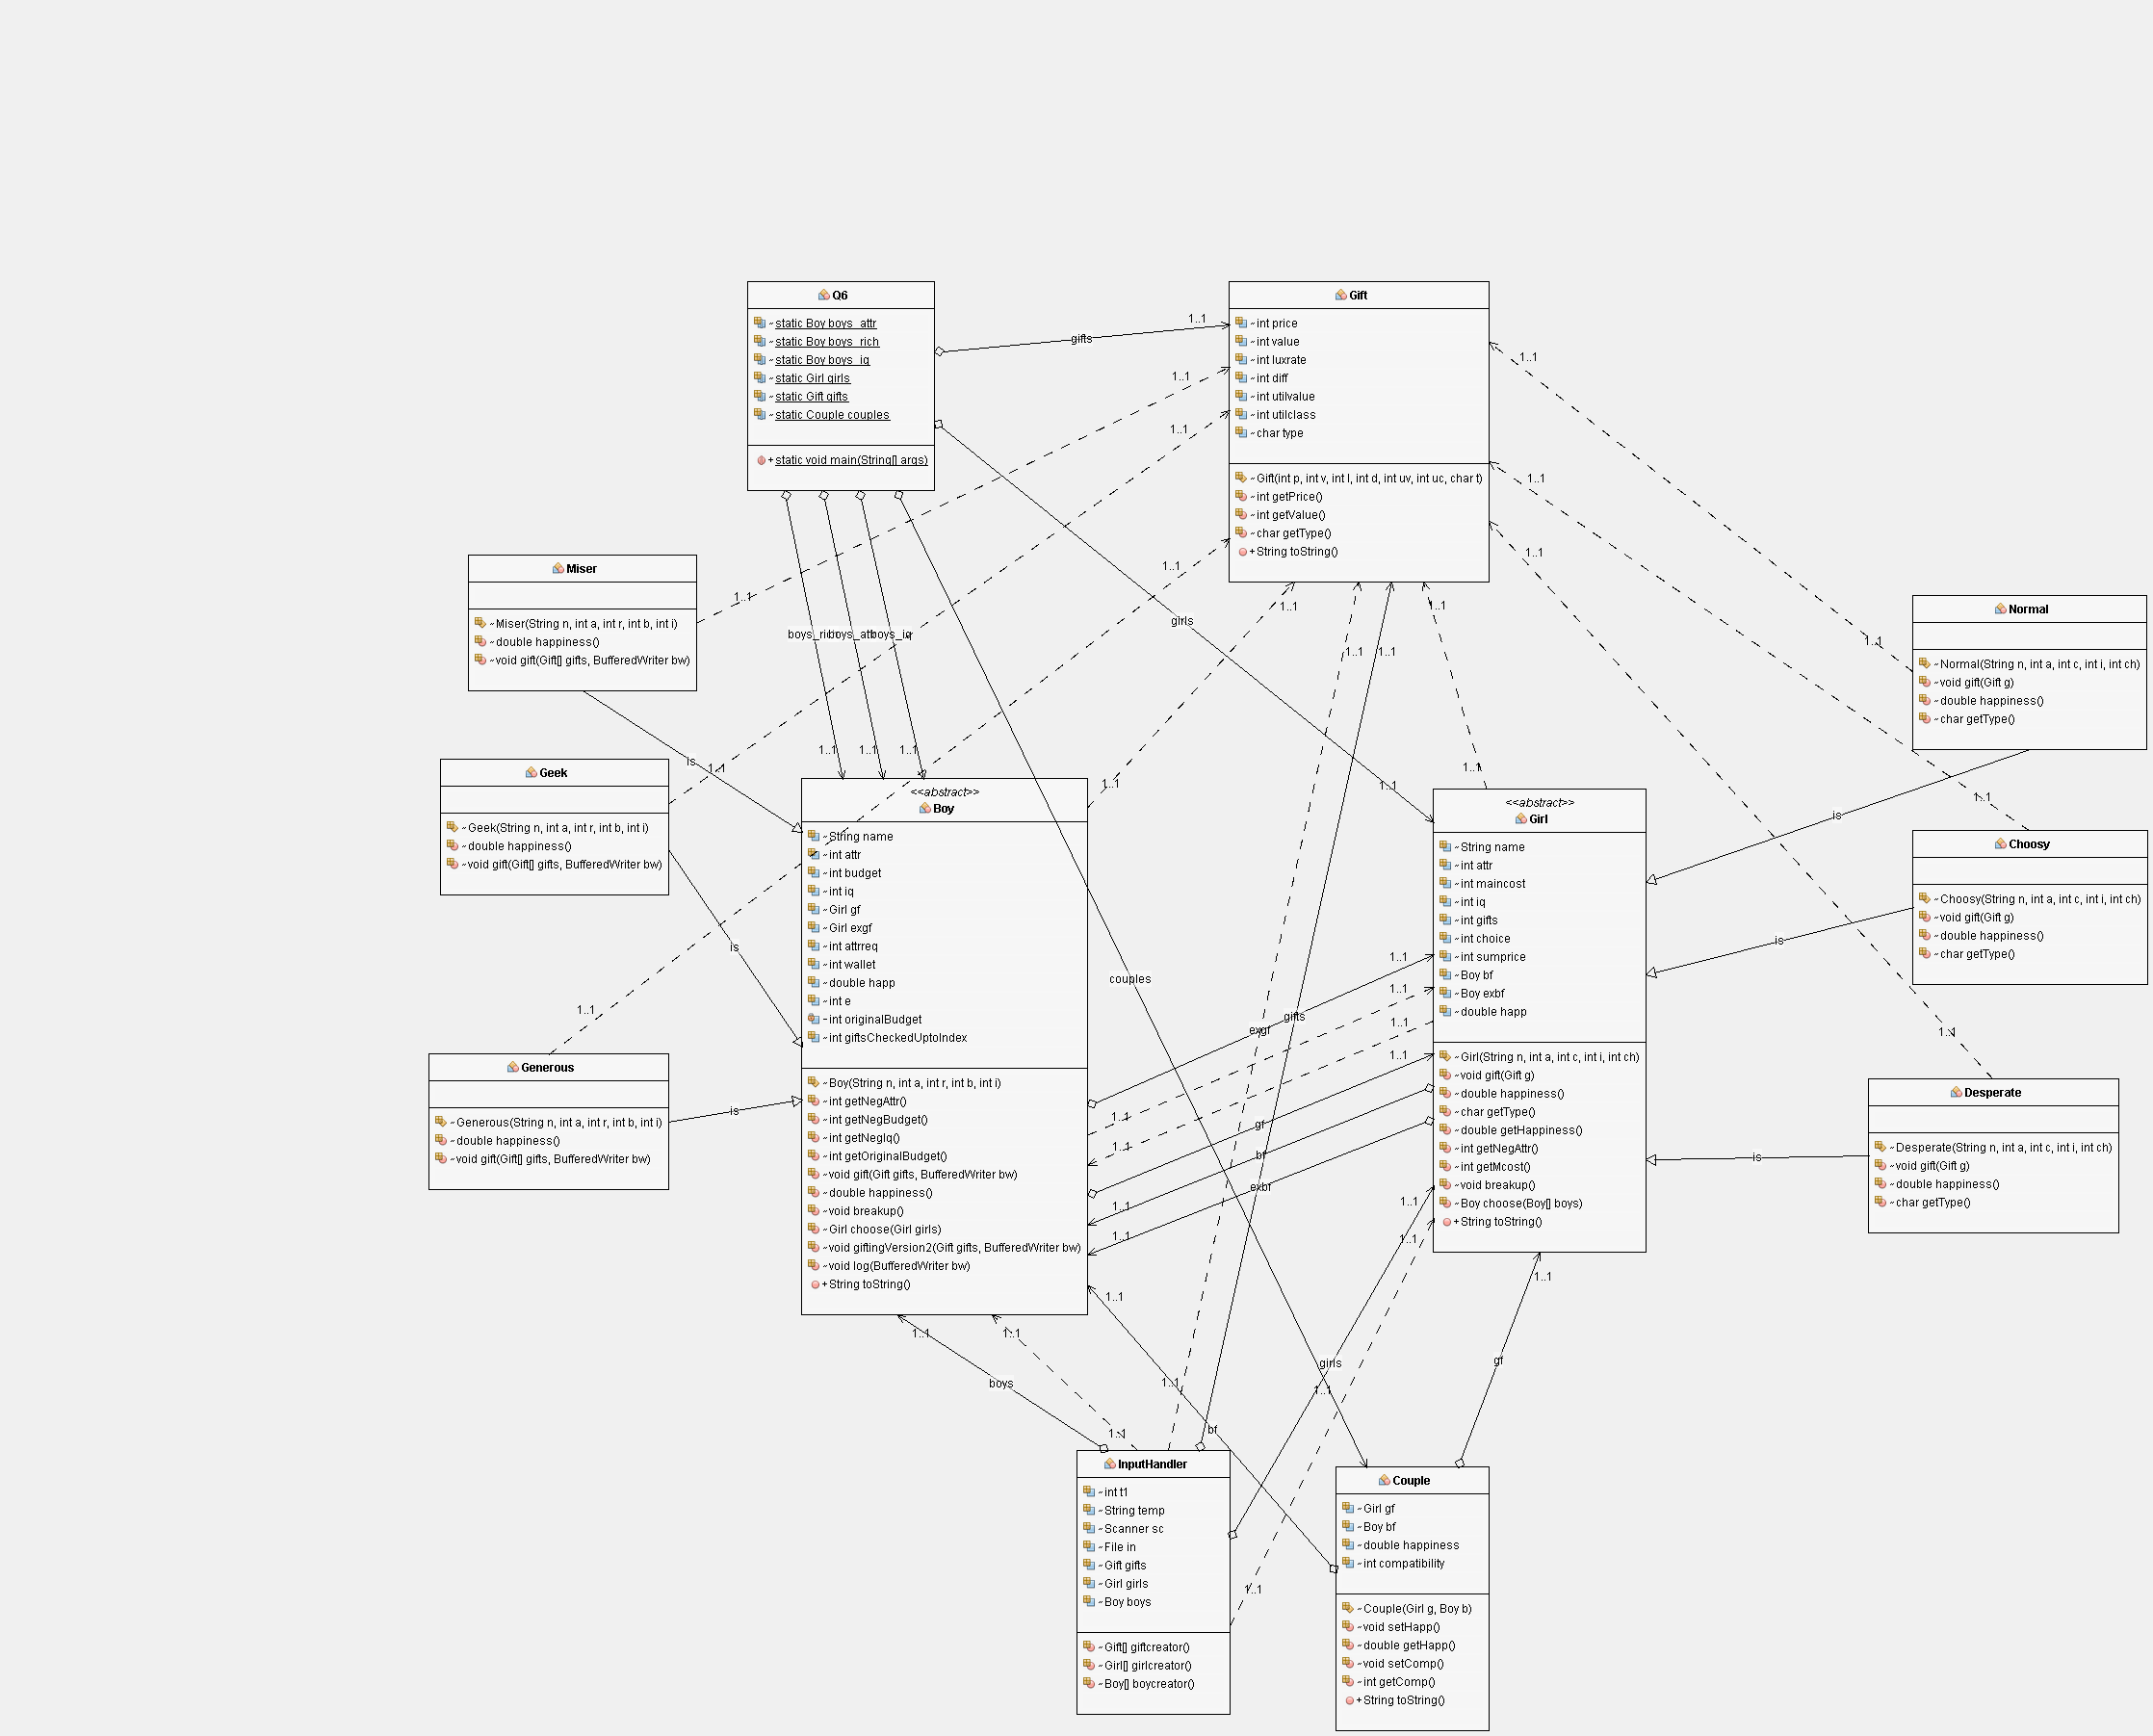 Q6
~static Boy boys_attr
~static Boy boys_rich
~static Boy boys_iq
~static Girl girls
~static Gift gifts
~static Couple couples
+static void main(String[] args)
Gift
~int price
~int value
~int luxrate
~int diff
~int utilvalue
~int utilclass
~char type
~Gift(int p, int v, int l, int d, int uv, int uc, char t)
~int getPrice()
~int getValue()
~char getType()
+String toString()
gifts
1..1
1..1
1..1
1..1
1..1
1..1
1..1
1..1
1..1
1..1
1..1
Miser
~Miser(String n, int a, int r, int b, int i)
~double happiness()
~void gift(Gift[] gifts, BufferedWriter bw)
1..1
girls
boys_rich
boys_attr
boys_iq
1..1
1..1
1..1
Normal
~Normal(String n, int a, int c, int i, int ch)
~void gift(Gift g)
~double happiness()
~char getType()
1..1
is
1..1
Geek
~Geek(String n, int a, int r, int b, int i)
~double happiness()
~void gift(Gift[] gifts, BufferedWriter bw)
1..1
1..1
1..1
1..1
is
Choosy
~Choosy(String n, int a, int c, int i, int ch)
~void gift(Gift g)
~double happiness()
~char getType()
is
<<abstract>>
Boy
~String name
~int attr
~int budget
~int iq
~Girl gf
~Girl exgf
~int attrreq
~int wallet
~double happ
~int e
-int originalBudget
~int giftsCheckedUptoIndex
~Boy(String n, int a, int r, int b, int i)
~int getNegAttr()
~int getNegBudget()
~int getNegIq()
~int getOriginalBudget()
~void gift(Gift gifts, BufferedWriter bw)
~double happiness()
~void breakup()
~Girl choose(Girl girls)
~void giftingVersion2(Gift gifts, BufferedWriter bw)
~void log(BufferedWriter bw)
+String toString()
<<abstract>>
Girl
~String name
~int attr
~int maincost
~int iq
~int gifts
~int choice
~int sumprice
~Boy bf
~Boy exbf
~double happ
~Girl(String n, int a, int c, int i, int ch)
~void gift(Gift g)
~double happiness()
~char getType()
~double getHappiness()
~int getNegAttr()
~int getMcost()
~void breakup()
~Boy choose(Boy[] boys)
+String toString()
is
couples
1..1
Generous
~Generous(String n, int a, int r, int b, int i)
~double happiness()
~void gift(Gift[] gifts, BufferedWriter bw)
is
1..1
1..1
1..1
1..1
gifts
exgf
gf
bf
exbf
1..1
1..1
1..1
1..1
1..1
1..1
1..1
1..1
Desperate
~Desperate(String n, int a, int c, int i, int ch)
~void gift(Gift g)
~double happiness()
~char getType()
is
1..1
1..1
1..1
boys
1..1
1..1
girls
1..1
gf
bf
InputHandler
~int t1
~String temp
~Scanner sc
~File in
~Gift gifts
~Girl girls
~Boy boys
~Gift[] giftcreator()
~Girl[] girlcreator()
~Boy[] boycreator()
1..1
Couple
~Girl gf
~Boy bf
~double happiness
~int compatibility
~Couple(Girl g, Boy b)
~void setHapp()
~double getHapp()
~void setComp()
~int getComp()
+String toString()